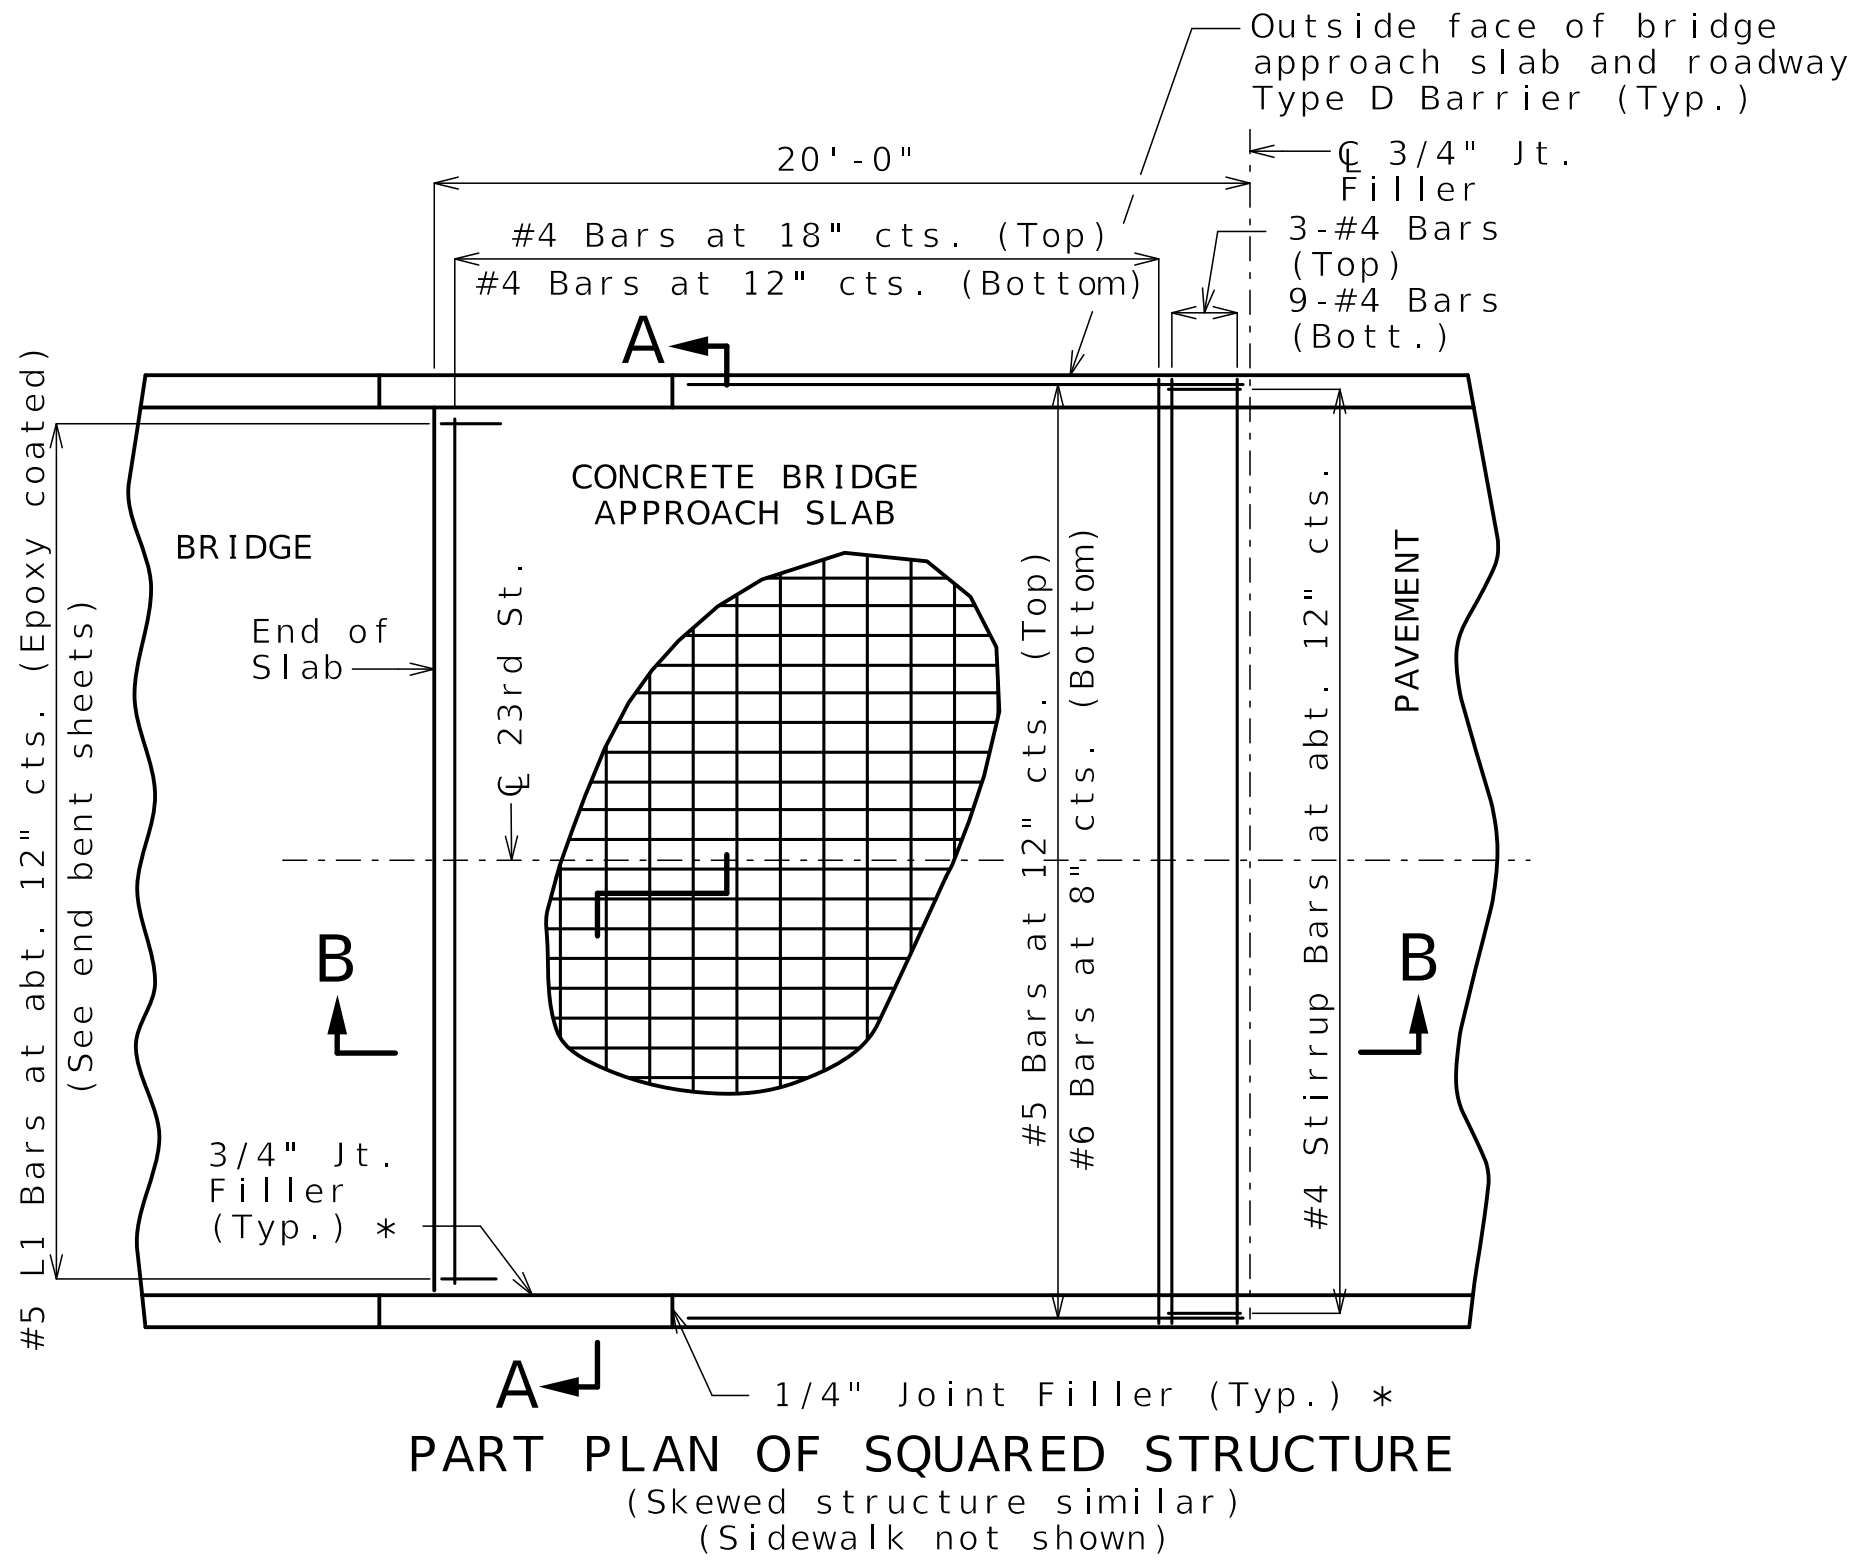 Outside face of bridge
approach slab and roadway
Type D Barrier (Typ.)
20'-0"
℄ 3/4" Jt.
Filler
#4 Bars at 18" cts. (Top)
#4 Bars at 12" cts. (Bottom)
3-#4 Bars
(Top)
9-#4 Bars
(Bott.)
A
#5 L1 Bars at abt. 12" cts. (Epoxy coated)
(See end bent sheets)
BRIDGE
CONCRETE BRIDGE
APPROACH SLAB
End of
Slab
℄ 23rd St.
#5 Bars at 12" cts. (Top)
#6 Bars at 8" cts. (Bottom)
#4 Stirrup Bars at abt. 12" cts.
PAVEMENT
B
B
3/4" Jt.
Filler
(Typ.) *
A
1/4" Joint Filler (Typ.) *
PART PLAN OF SQUARED STRUCTURE
(Skewed structure similar)
(Sidewalk not shown)